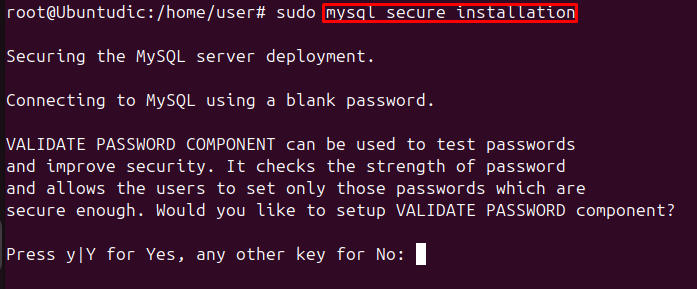 root@Ubuntudic:/home/user# sudo mysql secure installation
Securing the MySQL server deployment.
Connecting to MySQL using a blank password.
VALIDATE PASSWORD COMPONENT can be used to test passwords
and improve security. It checks the strength of password
and allows the users to set only those passwords which are
secure enough. Would you like to setup VALIDATE PASSWORD component?
Press y|Y for Yes, any other key for No: